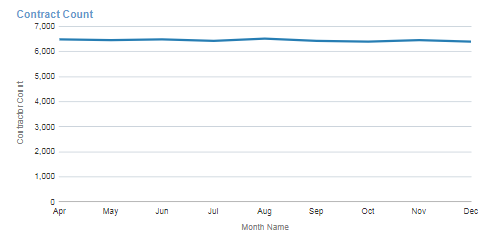 Contract Count
7,000
6,000
5,000
4,000
3,000
2,000
1,000
0
Contractor Count
Apr May Jun Jul Aug Sep Oct Nov Dec
Month Name